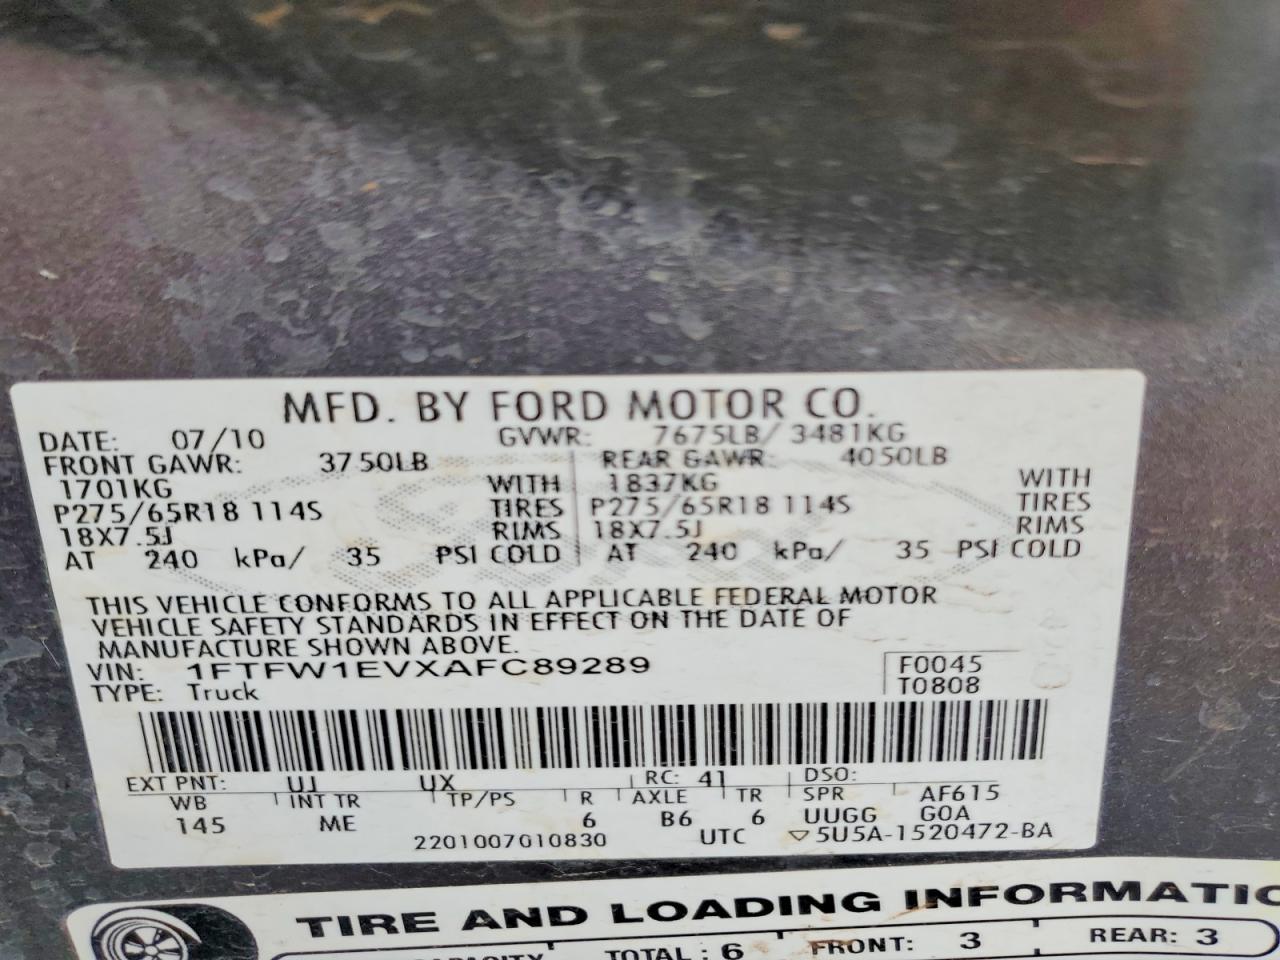 MFD. BY FORD MOTOR CO.
DATE: 07/10 GVWR: 7675LB/ 3481KG
FRONT GAWR: 3750LB REAR GAWR: 4050LB
1701KG WITH 1837KG WITH
P275/65R18 114S TIRES P275/65R18 114S TIRES
18X7.5J RIMS 18X7.5J RIMS
AT 240 kPa/ 35 PSI COLD AT 240 kPa/ 35 PSI COLD
THIS VEHICLE CONFORMS TO ALL APPLICABLE FEDERAL MOTOR
VEHICLE SAFETY STANDARDS IN EFFECT ON THE DATE OF
MANUFACTURE SHOWN ABOVE.
VIN: 1FTFW1EVXAFC89289 F0045
TYPE: Truck T0808
EXT PNT: UJ UX RC: 41 DSO:
WB INT TR TP/PS R AXLE TR SPR AF615
145 ME 6 B6 6 UUGG G0A
2201007010830 UTC ▽5U5A-1520472-BA
TIRE AND LOADING INFORMATIO
TOTAL: 6 FRONT: 3 REAR: 3